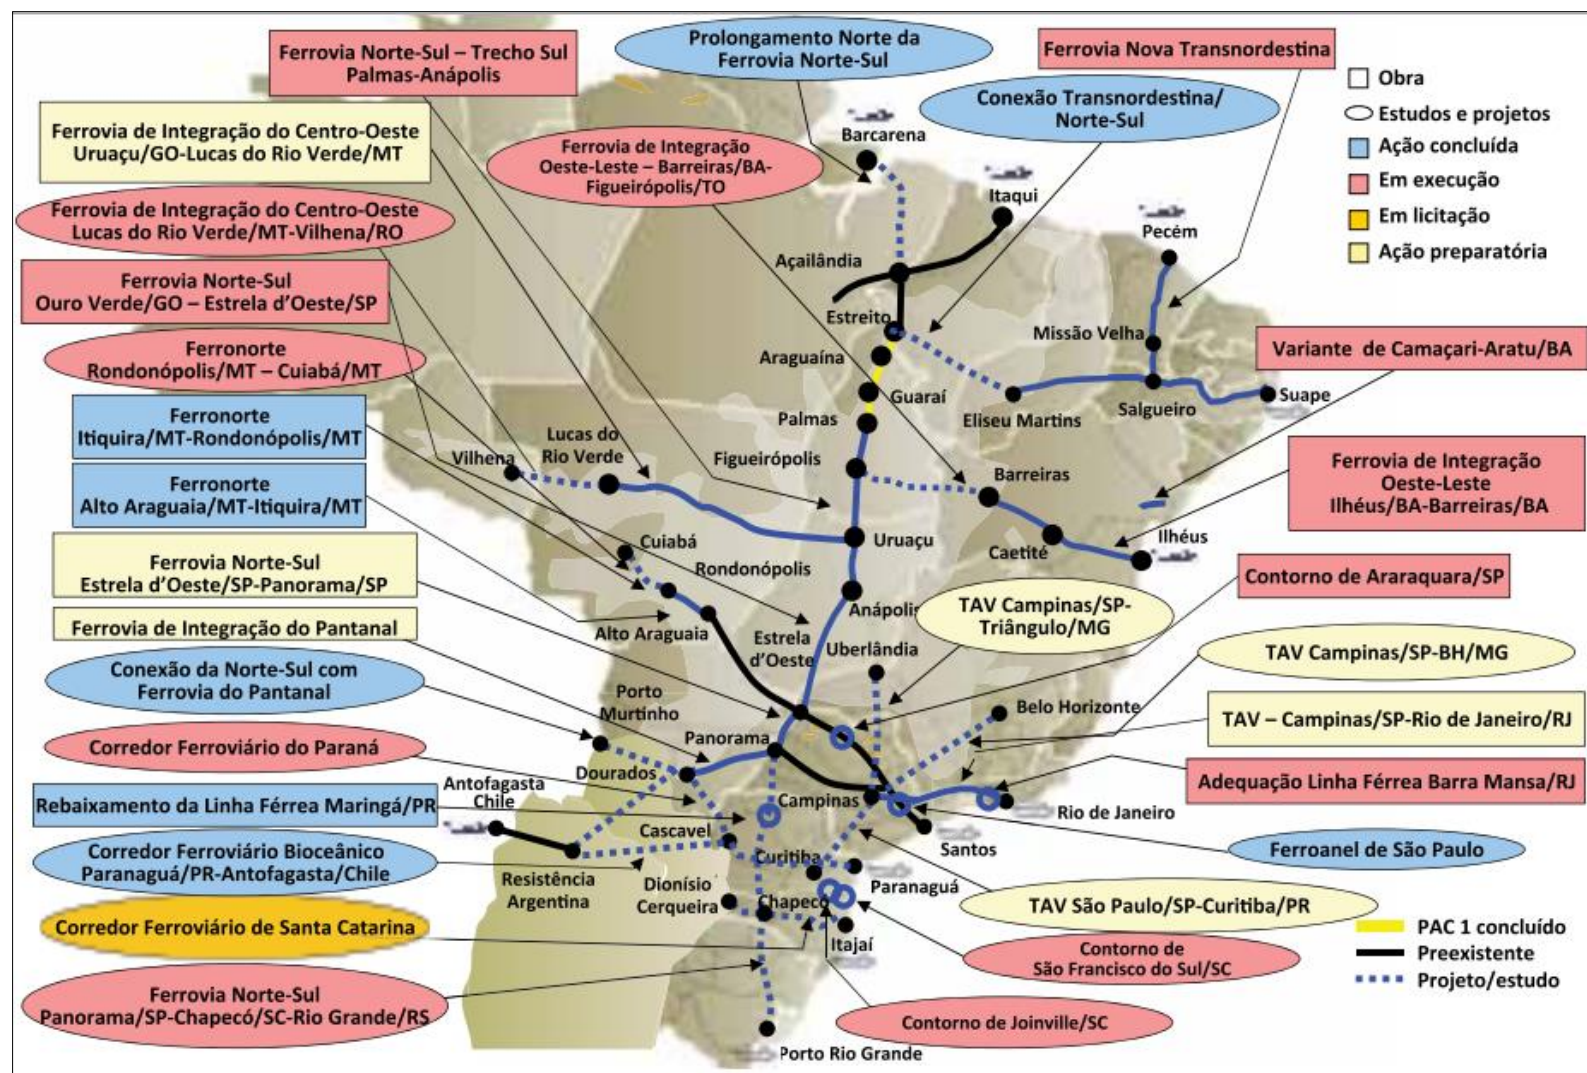 Ferrovia Norte-Sul – Trecho Sul
Palmas-Anápolis
Prolongamento Norte da
Ferrovia Norte-Sul
Ferrovia Nova Transnordestina
Conexão Transnordestina/
Norte-Sul
Obra
Estudos e projetos
Ação concluída
Em execução
Em licitação
Ação preparatória
Ferrovia de Integração do Centro-Oeste
Uruaçu/GO-Lucas do Rio Verde/MT
Ferrovia de Integração
Oeste-Leste – Barreiras/BA-
Figueirópolis/TO
Ferrovia de Integração do Centro-Oeste
Lucas do Rio Verde/MT-Vilhena/RO
Ferrovia Norte-Sul
Ouro Verde/GO – Estrela d’Oeste/SP
Ferronorte
Rondonópolis/MT – Cuiabá/MT
Ferronorte
Itiquira/MT-Rondonópolis/MT
Ferronorte
Alto Araguaia/MT-Itiquira/MT
Ferrovia Norte-Sul
Estrela d’Oeste/SP-Panorama/SP
Ferrovia de Integração do Pantanal
Conexão da Norte-Sul com
Ferrovia do Pantanal
Corredor Ferroviário do Paraná
Rebaixamento da Linha Férrea Maringá/PR
Corredor Ferroviário Bioceânico
Paranaguá/PR-Antofagasta/Chile
Corredor Ferroviário de Santa Catarina
Ferrovia Norte-Sul
Panorama/SP-Chapecó/SC-Rio Grande/RS
Barcarena
Itaqui
Pecém
Açailândia
Estreito
Missão Velha
Araguaína
Guaraí
Eliseu Martins
Salgueiro
Suape
Palmas
Lucas do
Rio Verde
Vilhena
Figueirópolis
Barreiras
Cuiabá
Uruaçu
Caetité
Ilhéus
Rondonópolis
Anápolis
Alto Araguaia
Estrela
d’Oeste
Uberlândia
Porto
Murtinho
Belo Horizonte
Panorama
Dourados
Antofagasta
Chile
Campinas
Rio de Janeiro
Cascavel
Santos
Curitiba
Paranaguá
Resistência
Argentina
Dionísio
Cerqueira
Chapecó
Itajaí
Porto Rio Grande
Variante de Camaçari-Aratu/BA
Ferrovia de Integração
Oeste-Leste
Ilhéus/BA-Barreiras/BA
Contorno de Araraquara/SP
TAV Campinas/SP-
Triângulo/MG
TAV Campinas/SP-BH/MG
TAV – Campinas/SP-Rio de Janeiro/RJ
Adequação Linha Férrea Barra Mansa/RJ
Ferroanel de São Paulo
TAV São Paulo/SP-Curitiba/PR
Contorno de
São Francisco do Sul/SC
Contorno de Joinville/SC
PAC 1 concluído
Preexistente
Projeto/estudo